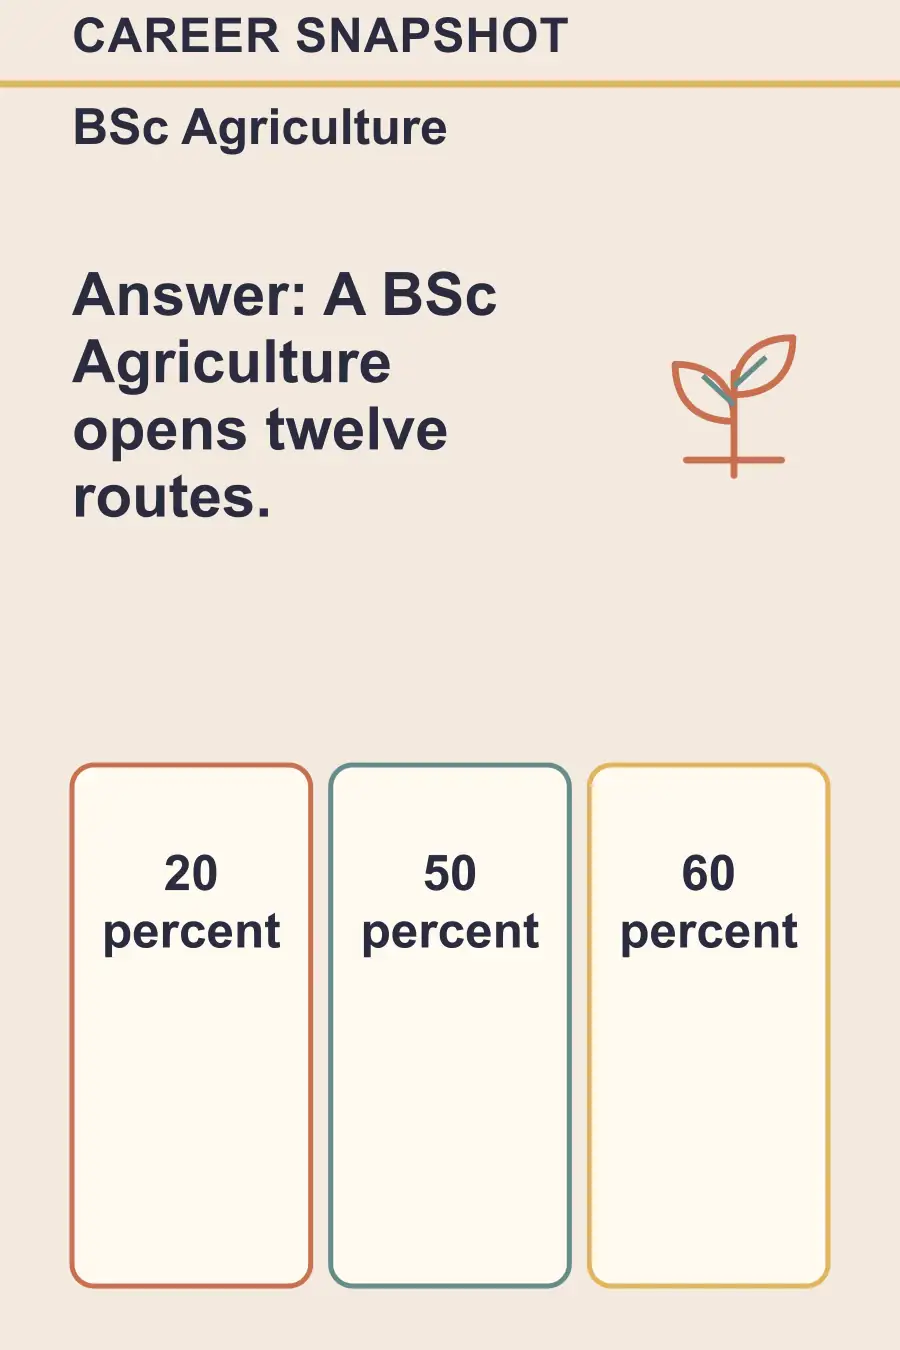 CAREER SNAPSHOT
BSc Agriculture
Answer: A BSc
Agriculture
opens twelve
routes.
20
percent
50
percent
60
percent